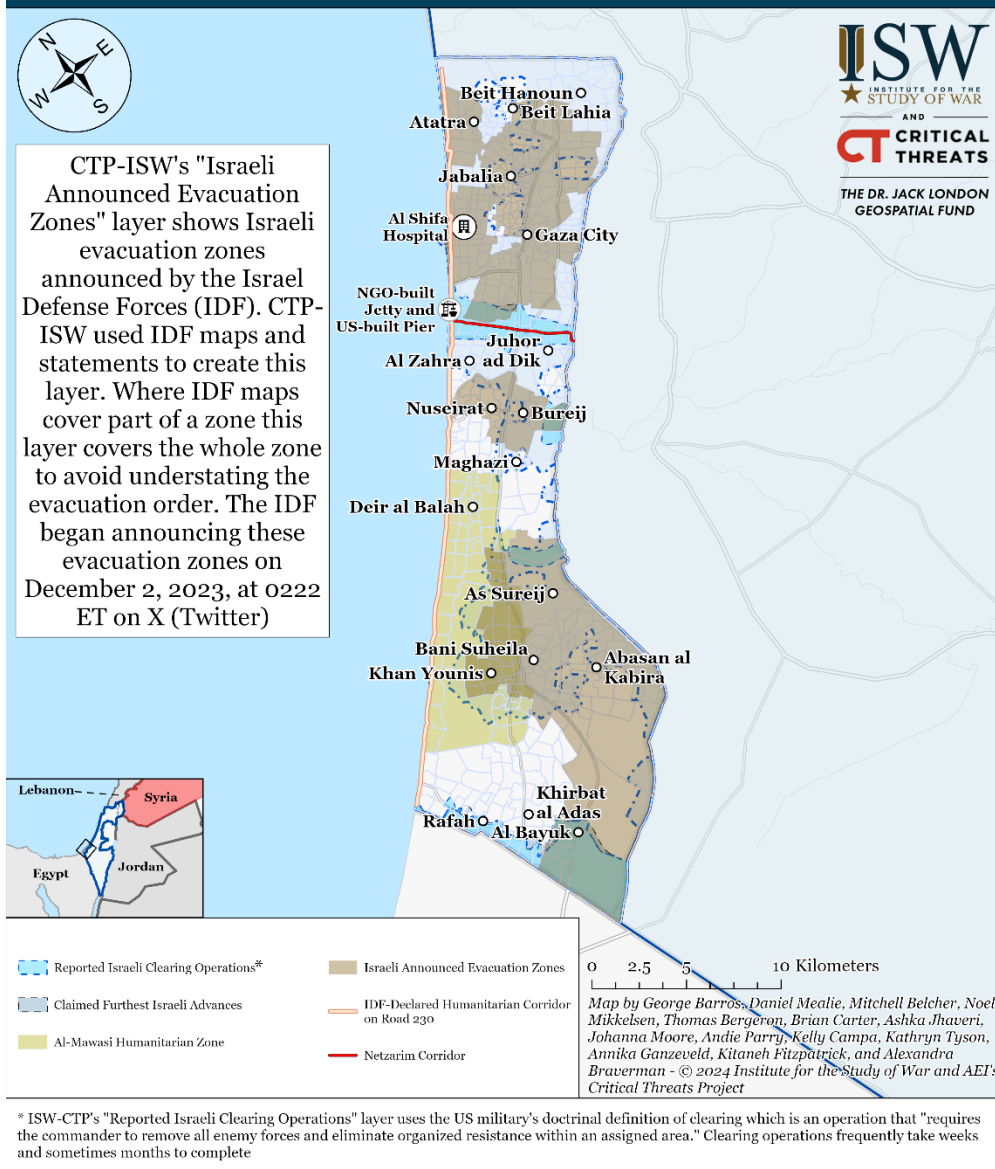 N
E
W
S
ISW
INSTITUTE FOR THE
STUDY OF WAR
AND
CT CRITICAL
THREATS
THE DR. JACK LONDON
GEOSPATIAL FUND
CTP-ISW's "Israeli
Announced Evacuation
Zones" layer shows Israeli
evacuation zones
announced by the Israel
Defense Forces (IDF). CTP-
ISW used IDF maps and
statements to create this
layer. Where IDF maps
cover part of a zone this
layer covers the whole zone
to avoid understating the
evacuation order. The IDF
began announcing these
evacuation zones on
December 2, 2023, at 0222
ET on X (Twitter)
Beit Hanoun
Beit Lahia
Atatra
Jabalia
Al Shifa
Hospital
Gaza City
NGO-built
Jetty and
US-built Pier
Juhor
ad Dik
Al Zahra
Nuseirat
Bureij
Maghazi
Deir al Balah
As Sureij
Bani Suheila
Abasan al
Kabira
Khan Younis
Khirbat
al Adas
Rafah
Al Bayuk
Lebanon
Syria
Jordan
Egypt
Reported Israeli Clearing Operations*
Claimed Furthest Israeli Advances
Al-Mawasi Humanitarian Zone
Israeli Announced Evacuation Zones
IDF-Declared Humanitarian Corridor
on Road 230
Netzarim Corridor
0 2.5 5 10 Kilometers
Map by George Barros, Daniel Mealie, Mitchell Belcher, Noel
Mikkelsen, Thomas Bergeron, Brian Carter, Ashka Jhaveri,
Johanna Moore, Andie Parry, Kelly Campa, Kathryn Tyson,
Annika Ganzeveld, Kitaneh Fitzpatrick, and Alexandra
Braverman - © 2024 Institute for the Study of War and AEI's
Critical Threats Project
* ISW-CTP's "Reported Israeli Clearing Operations" layer uses the US military's doctrinal definition of clearing which is an operation that "requires
the commander to remove all enemy forces and eliminate organized resistance within an assigned area." Clearing operations frequently take weeks
and sometimes months to complete